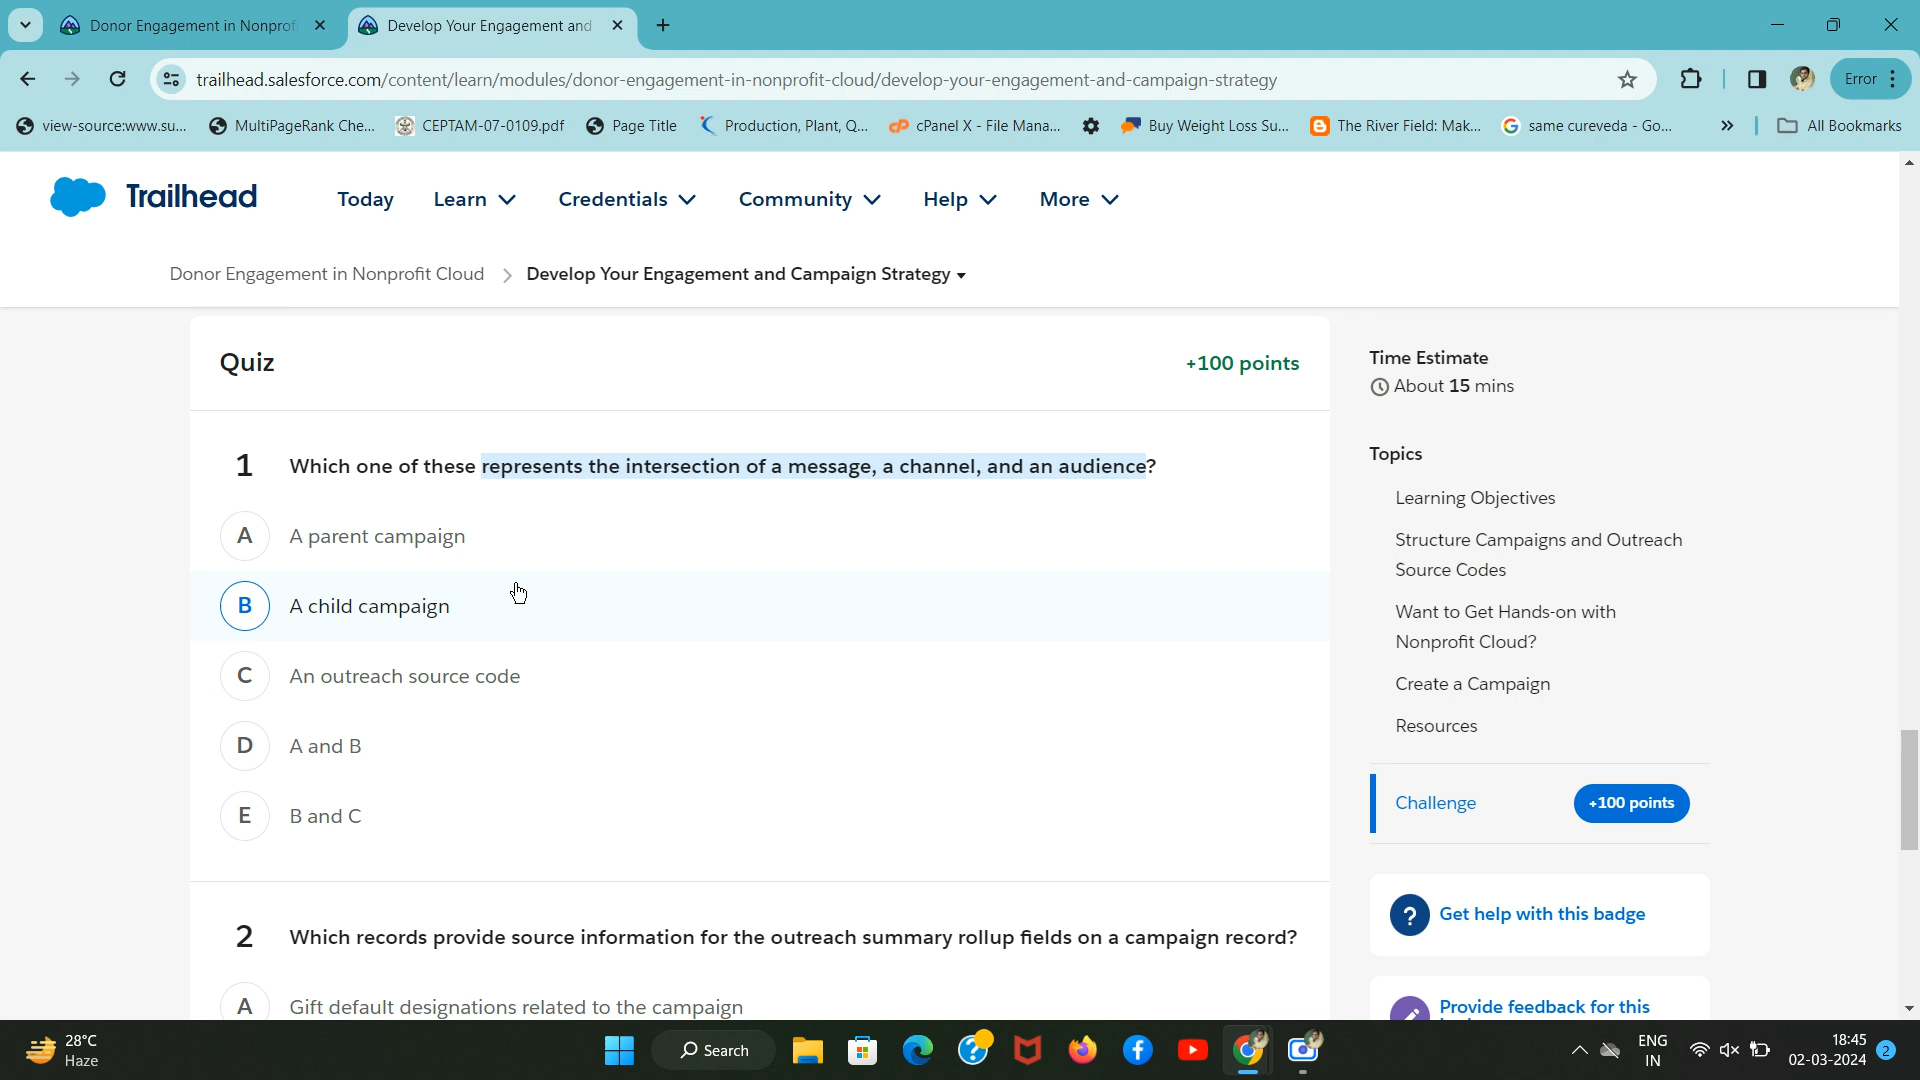 Donor Engagement in Nonprof
Develop Your Engagement and
trailhead.salesforce.com/content/learn/modules/donor-engagement-in-nonprofit-cloud/develop-your-engagement-and-campaign-strategy
Error
view-source:www.su...
MultiPageRank Che...
CEPTAM-07-0109.pdf
Page Title
Production, Plant, Q...
cPanel X - File Mana...
Buy Weight Loss Su...
The River Field: Mak...
same cureveda - Go...
All Bookmarks
Trailhead
Today
Learn
Credentials
Community
Help
More
Donor Engagement in Nonprofit Cloud
Develop Your Engagement and Campaign Strategy
Quiz
+100 points
1 Which one of these represents the intersection of a message, a channel, and an audience?
A A parent campaign
B A child campaign
C An outreach source code
D A and B
E B and C
2 Which records provide source information for the outreach summary rollup fields on a campaign record?
A Gift default designations related to the campaign
Time Estimate
About 15 mins
Topics
Learning Objectives
Structure Campaigns and Outreach
Source Codes
Want to Get Hands-on with
Nonprofit Cloud?
Create a Campaign
Resources
Challenge
+100 points
Get help with this badge
Provide feedback for this
28°C
Haze
Search
ENG
IN
18:45
02-03-2024
2